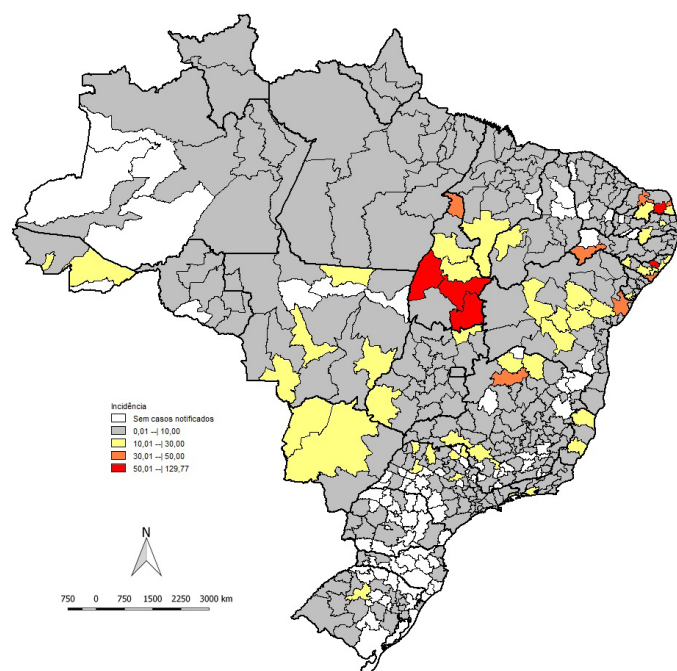 Incidência
Sem casos notificados
0,01 --| 10,00
10,01 --| 30,00
30,01 --| 50,00
50,01 --| 129,77
N
750 0 750 1500 2250 3000 km